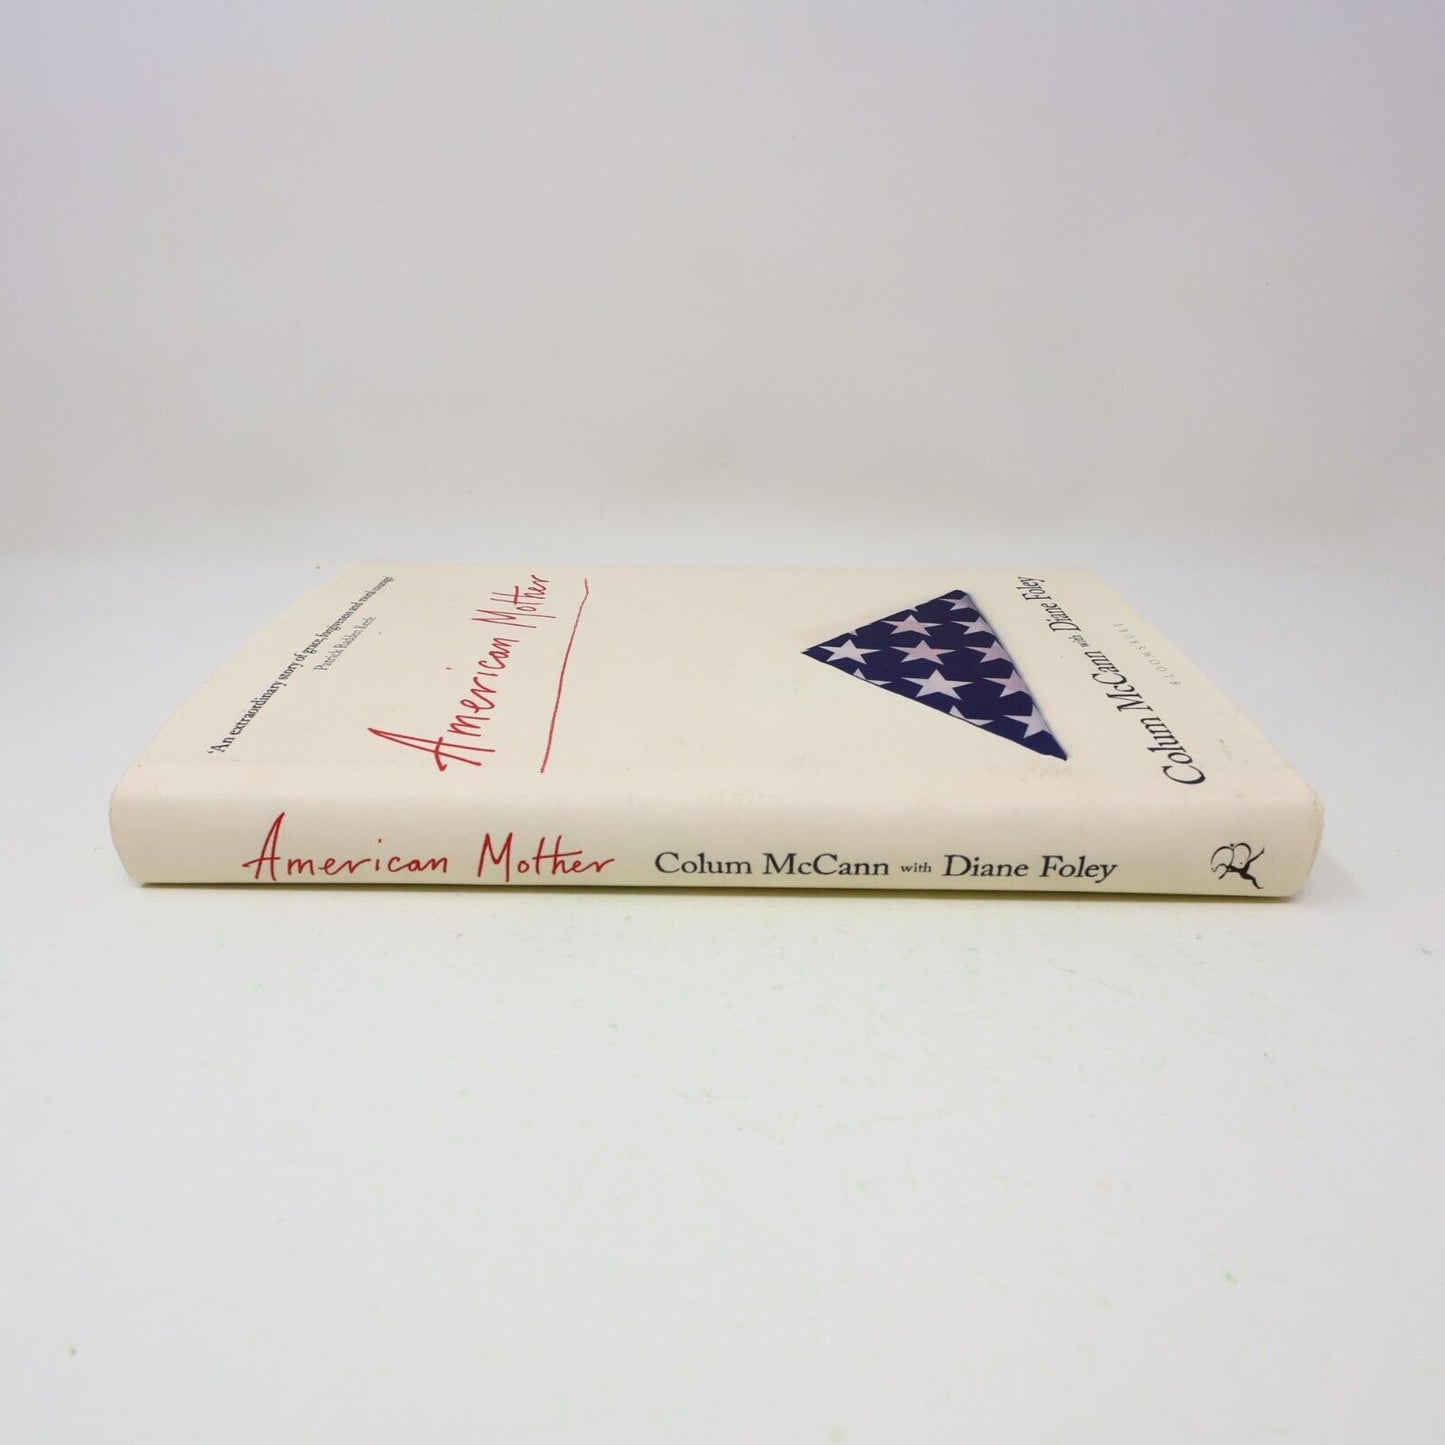 ‘An extraordinary story of grace, forgiveness and moral courage’
Patrick Radden Keefe
American Mother
Colum McCann with Diane Foley
BLOOMSBURY
American Mother Colum McCann with Diane Foley